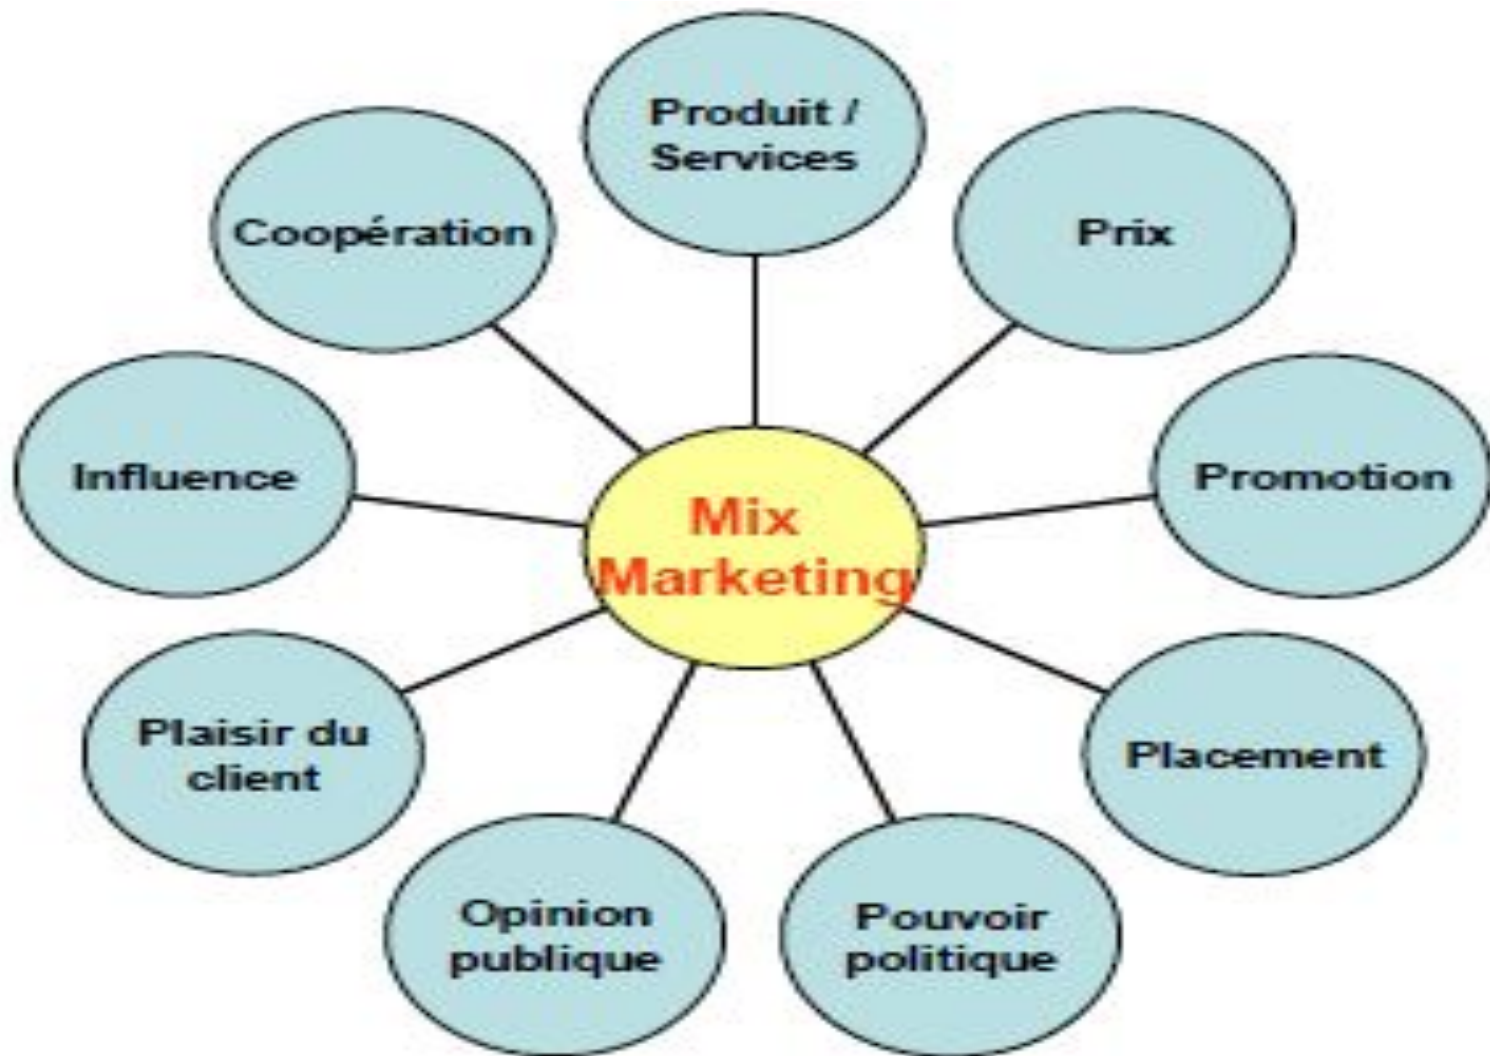 Produit /
Services
Prix
Promotion
Placement
Pouvoir
politique
Opinion
publique
Plaisir du
client
Influence
Coopération
Mix
Marketing